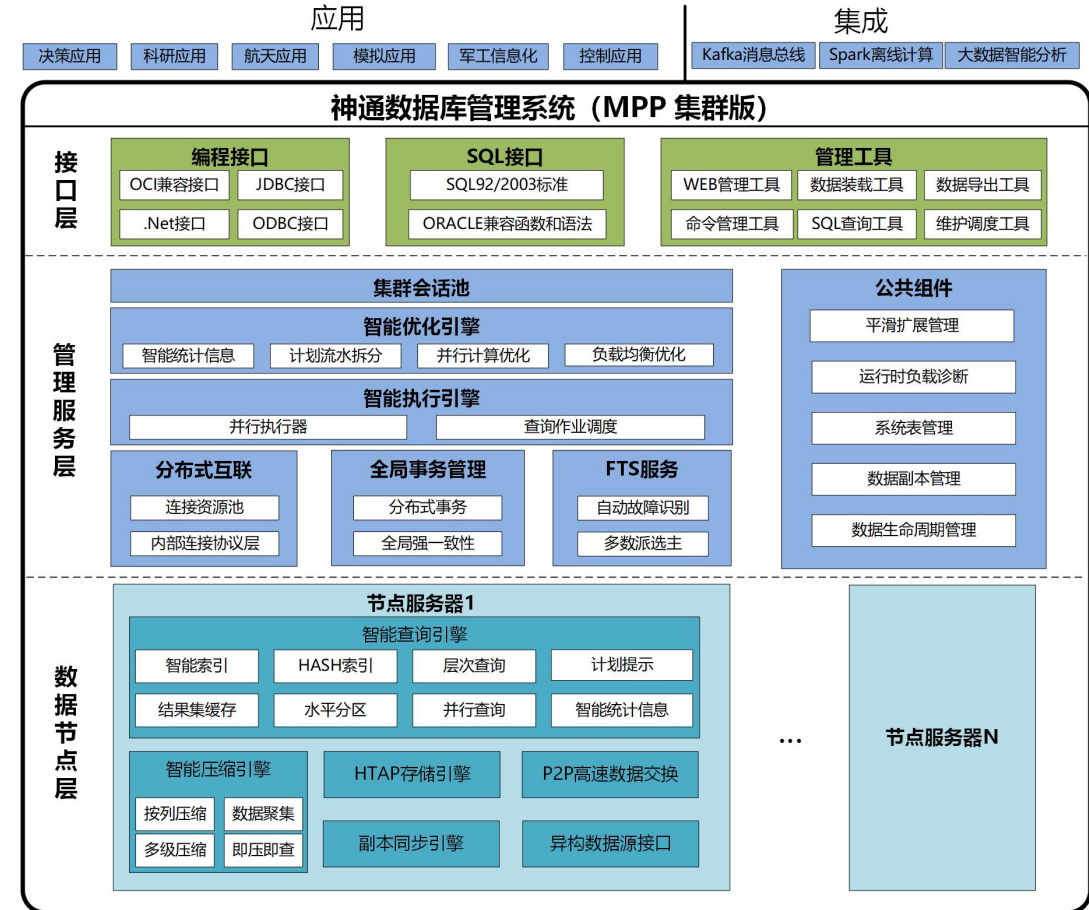 应用
集成
决策应用
科研应用
航天应用
模拟应用
军工信息化
控制应用
Kafka消息总线
Spark离线计算
大数据智能分析
神通数据库管理系统（MPP 集群版）
接口层
编程接口
OCI兼容接口
JDBC接口
.Net接口
ODBC接口
SQL接口
SQL92/2003标准
ORACLE兼容函数和语法
管理工具
WEB管理工具
数据装载工具
数据导出工具
命令管理工具
SQL查询工具
维护调度工具
管理服务层
集群会话池
智能优化引擎
智能统计信息
计划流水拆分
并行计算优化
负载均衡优化
智能执行引擎
并行执行器
查询作业调度
分布式互联
连接资源池
内部连接协议层
全局事务管理
分布式事务
全局强一致性
FTS服务
自动故障识别
多数派选主
公共组件
平滑扩展管理
运行时负载诊断
系统表管理
数据副本管理
数据生命周期管理
数据节点层
节点服务器1
智能查询引擎
智能索引
HASH索引
层次查询
计划提示
结果集缓存
水平分区
并行查询
智能统计信息
智能压缩引擎
按列压缩
数据聚集
多级压缩
即压即查
HTAP存储引擎
P2P高速数据交换
副本同步引擎
异构数据源接口
...
节点服务器N